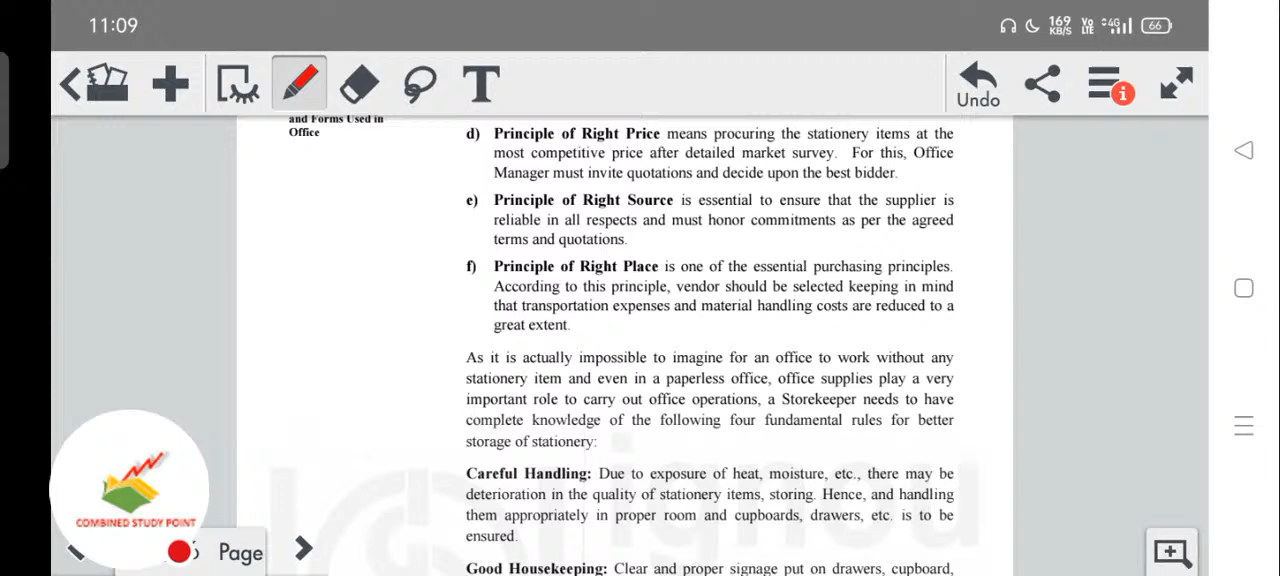 11:09
169
KB/S
VO
LTE
4G
66
T
Undo
i
and Forms Used in
Office
d) Principle of Right Price means procuring the stationery items at the
most competitive price after detailed market survey. For this, Office
Manager must invite quotations and decide upon the best bidder.
e) Principle of Right Source is essential to ensure that the supplier is
reliable in all respects and must honor commitments as per the agreed
terms and quotations.
f) Principle of Right Place is one of the essential purchasing principles.
According to this principle, vendor should be selected keeping in mind
that transportation expenses and material handling costs are reduced to a
great extent.
As it is actually impossible to imagine for an office to work without any
stationery item and even in a paperless office, office supplies play a very
important role to carry out office operations, a Storekeeper needs to have
complete knowledge of the following four fundamental rules for better
storage of stationery:
Careful Handling: Due to exposure of heat, moisture, etc., there may be
deterioration in the quality of stationery items, storing. Hence, and handling
them appropriately in proper room and cupboards, drawers, etc. is to be
ensured.
Good Housekeeping: Clear and proper signage put on drawers, cupboard,
ignou
COMBINED STUDY POINT
Page